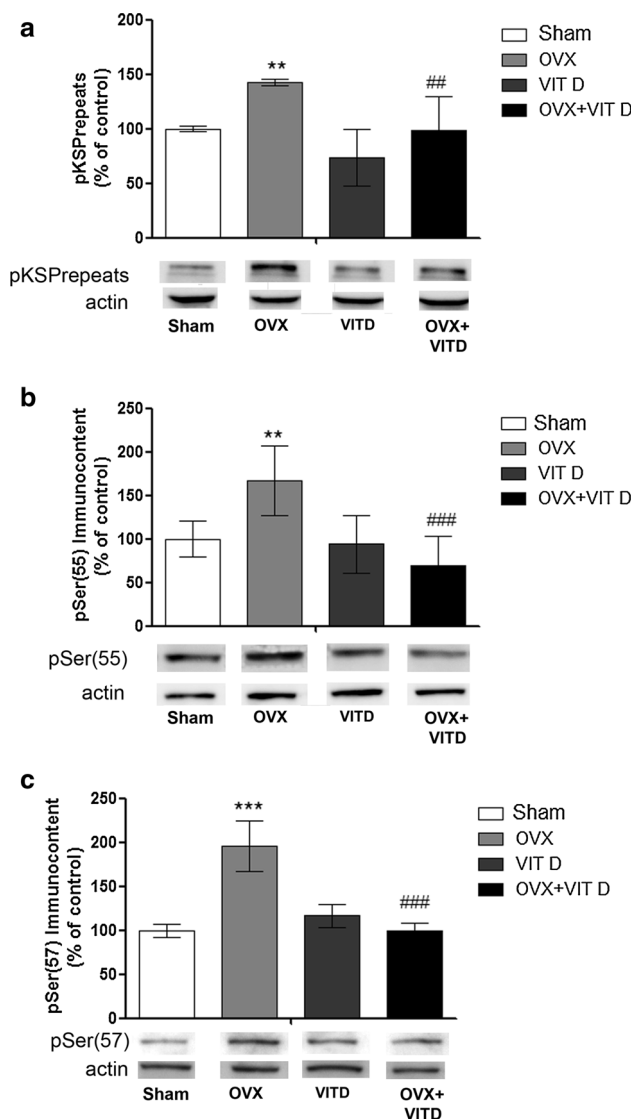 a
pKSPrepeats
(% of control)
200
150
100
50
0
**
##
Sham
OVX
VIT D
OVX+VIT D
pKSPrepeats
actin
Sham
OVX
VITD
OVX+
VITD
b
pSer(55) Immunocontent
(% of control)
250
200
150
100
50
0
**
###
Sham
OVX
VIT D
OVX+VIT D
pSer(55)
actin
Sham
OVX
VITD
OVX+
VITD
c
pSer(57) Immunocontent
(% of control)
250
200
150
100
50
0
***
###
Sham
OVX
VIT D
OVX+VIT D
pSer(57)
actin
Sham
OVX
VITD
OVX+
VITD